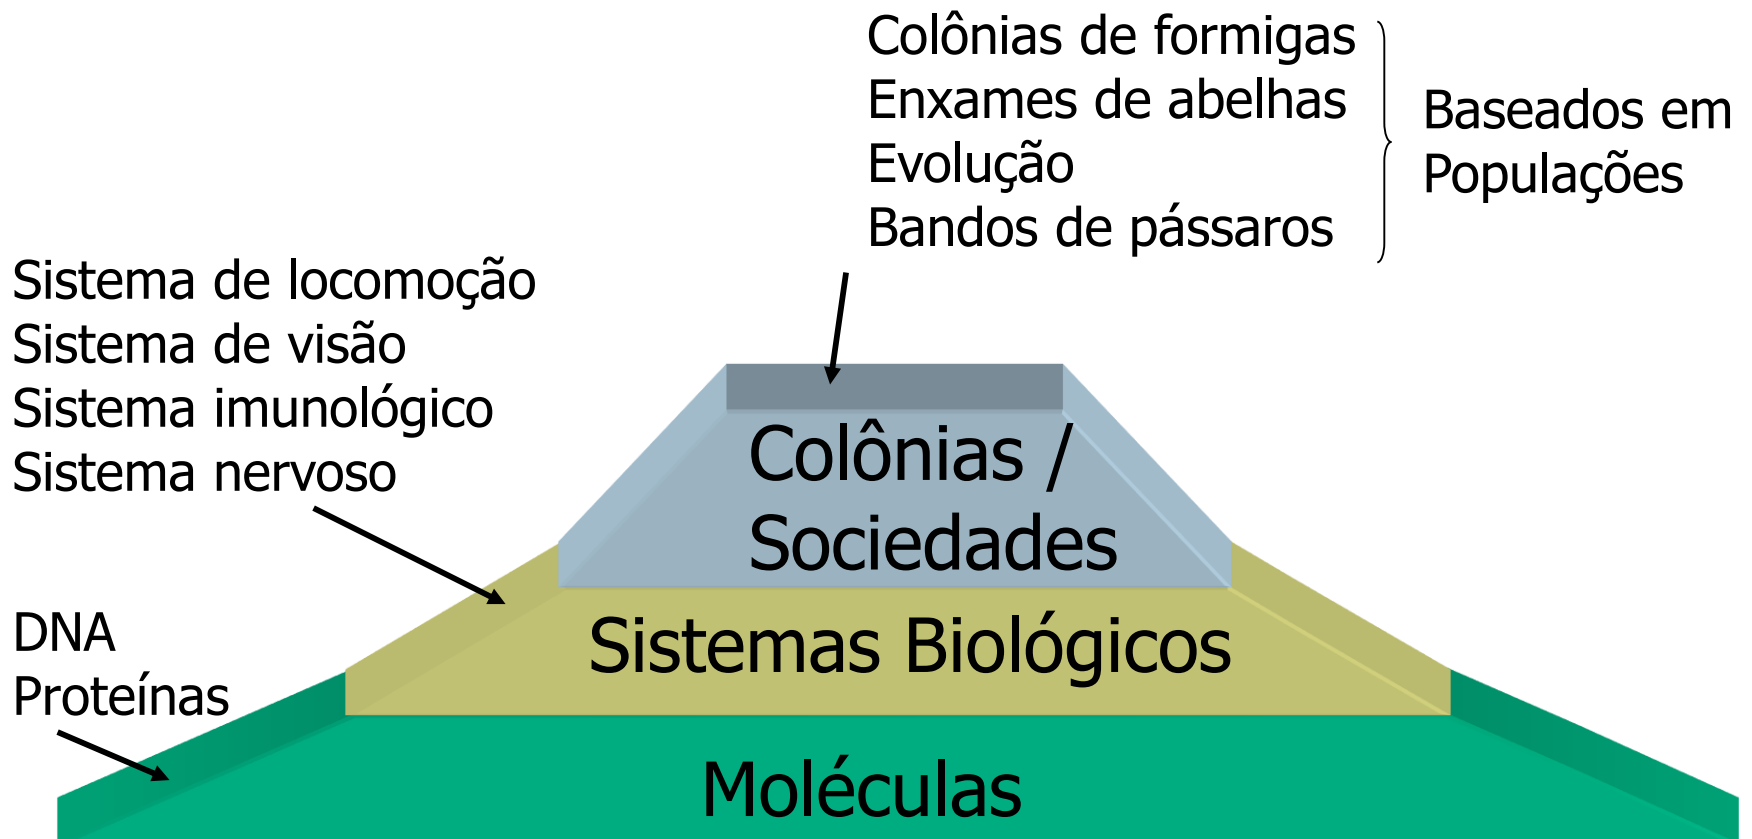 Colônias de formigas
Enxames de abelhas
Evolução
Bandos de pássaros
Baseados em
Populações
Sistema de locomoção
Sistema de visão
Sistema imunológico
Sistema nervoso
Colônias /
Sociedades
DNA
Proteínas
Sistemas Biológicos
Moléculas